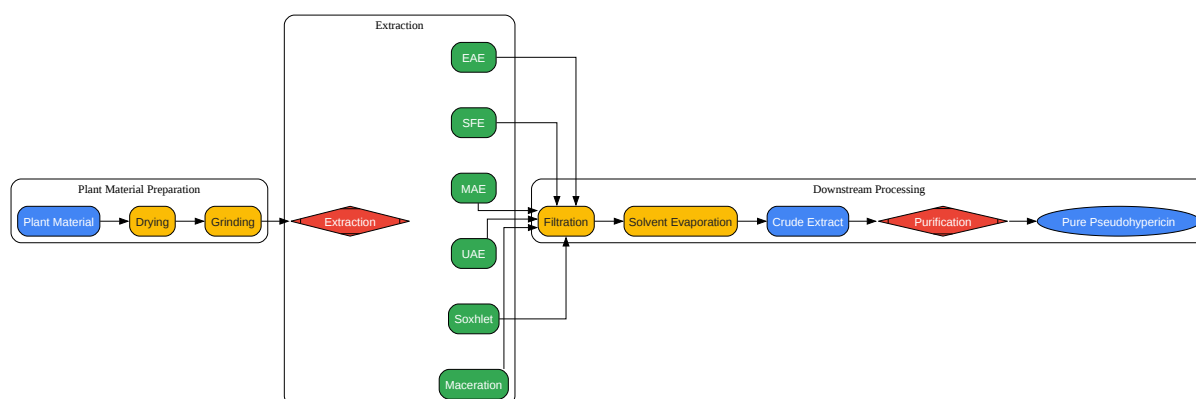 Extraction
EAE
SFE
MAE
Plant Material Preparation
Downstream Processing
Plant Material
Drying
Grinding
Extraction
Filtration
Solvent Evaporation
Crude Extract
Purification
Pure Pseudohypericin
UAE
Soxhlet
Maceration